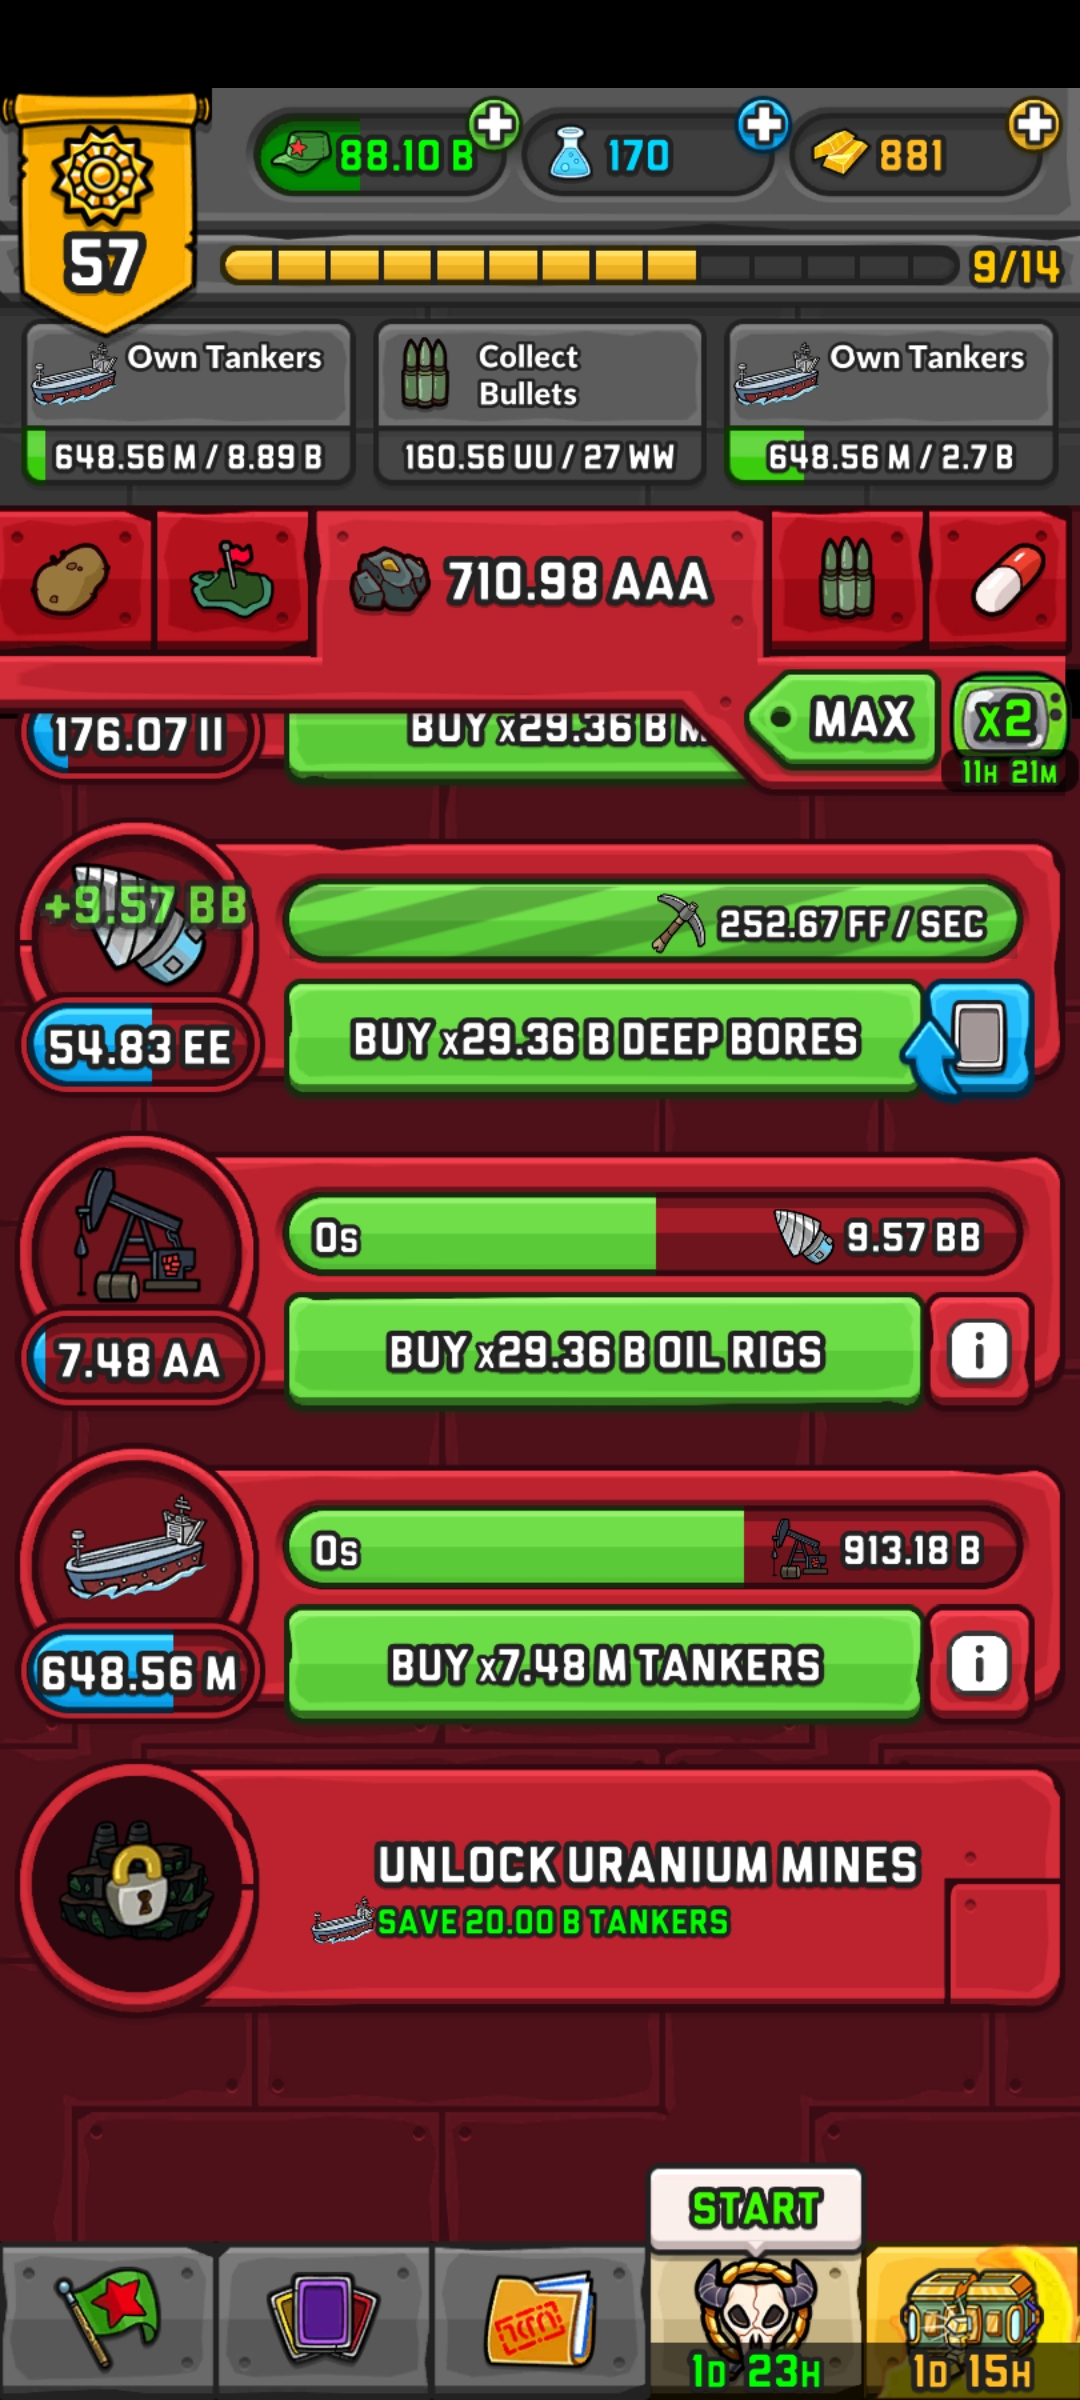 88.10 B
170
881
57
9/14
Own Tankers
648.56 M / 8.89 B
Collect
Bullets
160.56 UU / 27 WW
Own Tankers
648.56 M / 2.7 B
710.98 AAA
MAX
x2
11H 21M
176.07 II
BUY x29.36 B M
+9.57 BB
252.67 FF / SEC
54.83 EE
BUY x29.36 B DEEP BORES
0s
9.57 BB
7.48 AA
BUY x29.36 B OIL RIGS
i
0s
913.18 B
648.56 M
BUY x7.48 M TANKERS
i
UNLOCK URANIUM MINES
SAVE 20.00 B TANKERS
START
1D 23H
1D 15H